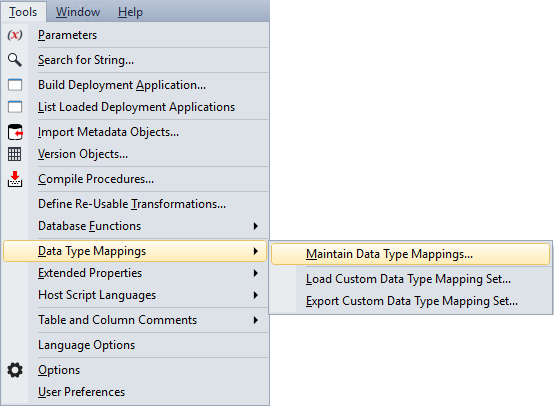 Tools Window Help
(x) Parameters
Search for String...
Build Deployment Application...
List Loaded Deployment Applications
Import Metadata Objects...
Version Objects...
Compile Procedures...
Define Re-Usable Transformations...
Database Functions
Data Type Mappings
Maintain Data Type Mappings...
Extended Properties
Load Custom Data Type Mapping Set...
Host Script Languages
Export Custom Data Type Mapping Set...
Table and Column Comments
Language Options
Options
User Preferences